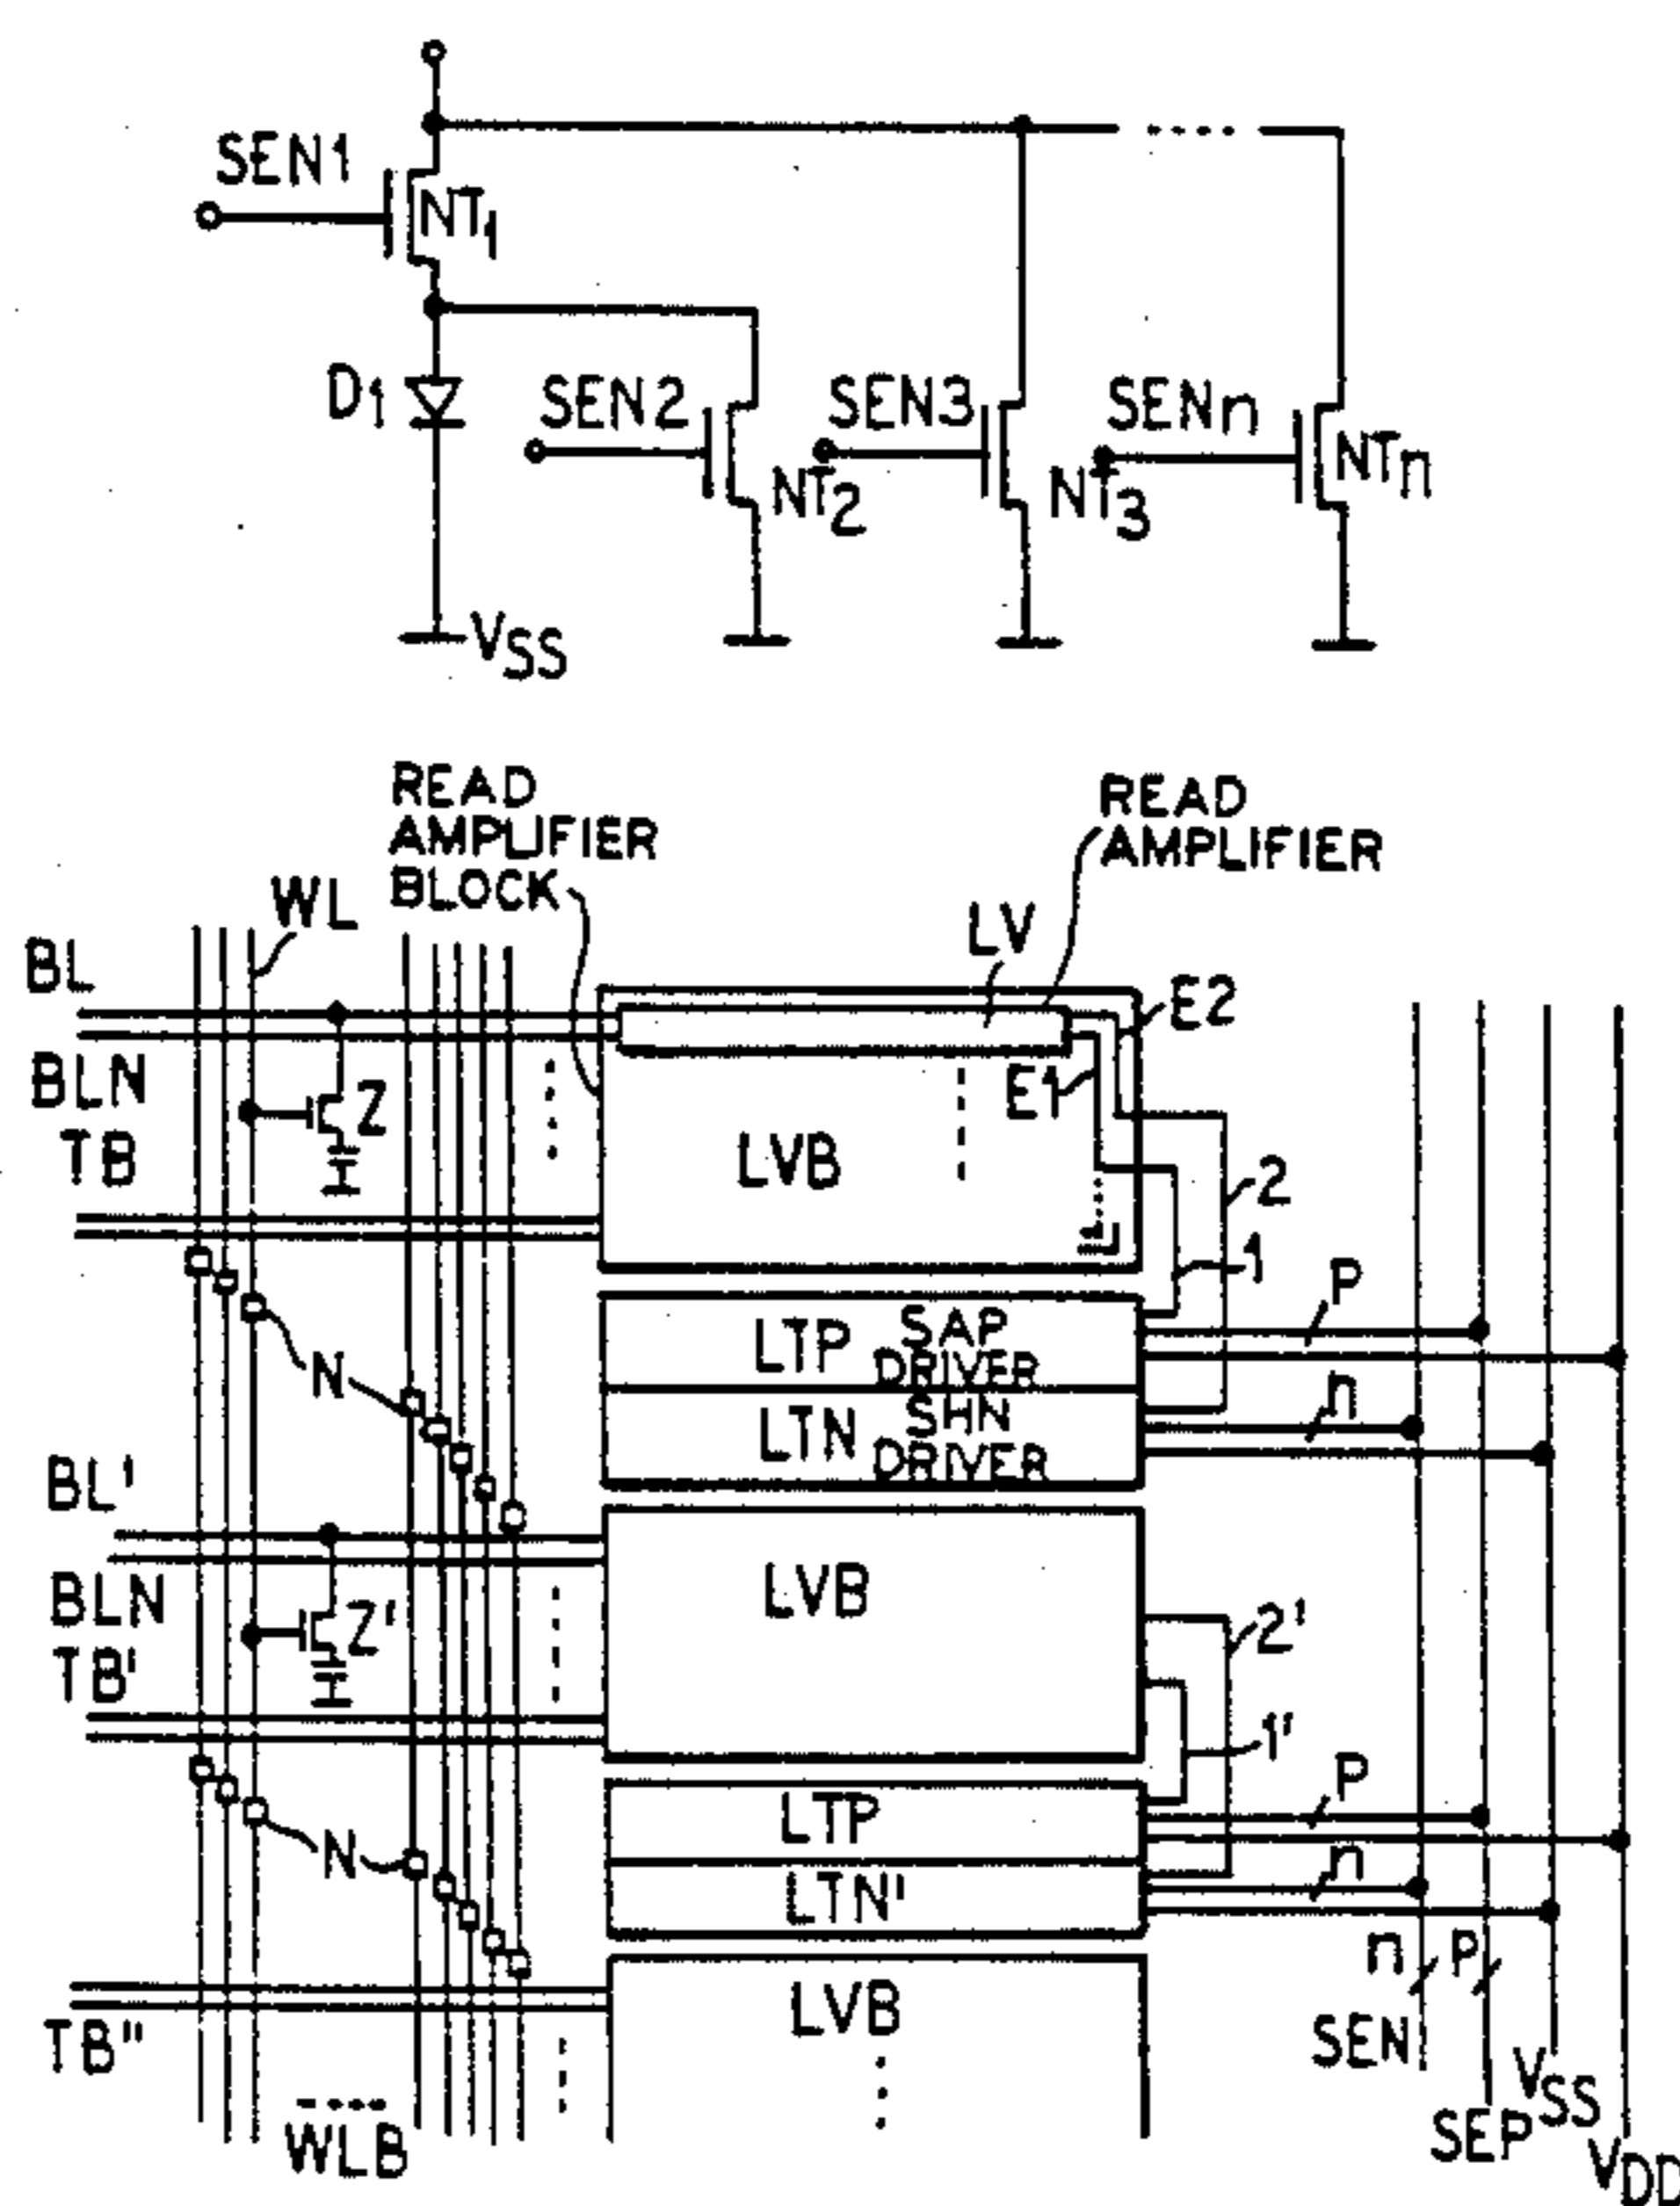 SEN1
NT1
D1
SEN2
SEN3
SENn
NT2
NT3
NTn
VSS
READ
AMPLIFIER
BLOCK
READ
AMPLIFIER
WL
LV
BL
E2
BLN
E1
Z
TB
LVB
2
1
P
LTP
SAP
DRIVER
N
n
LTN
SHN
DRIVER
BL'
LVB
BLN
Z'
2'
TB'
1'
P
LTP
N
n
LTN'
n
P
LVB
SEN
TB"
VSS
WLB
SEP
VDD